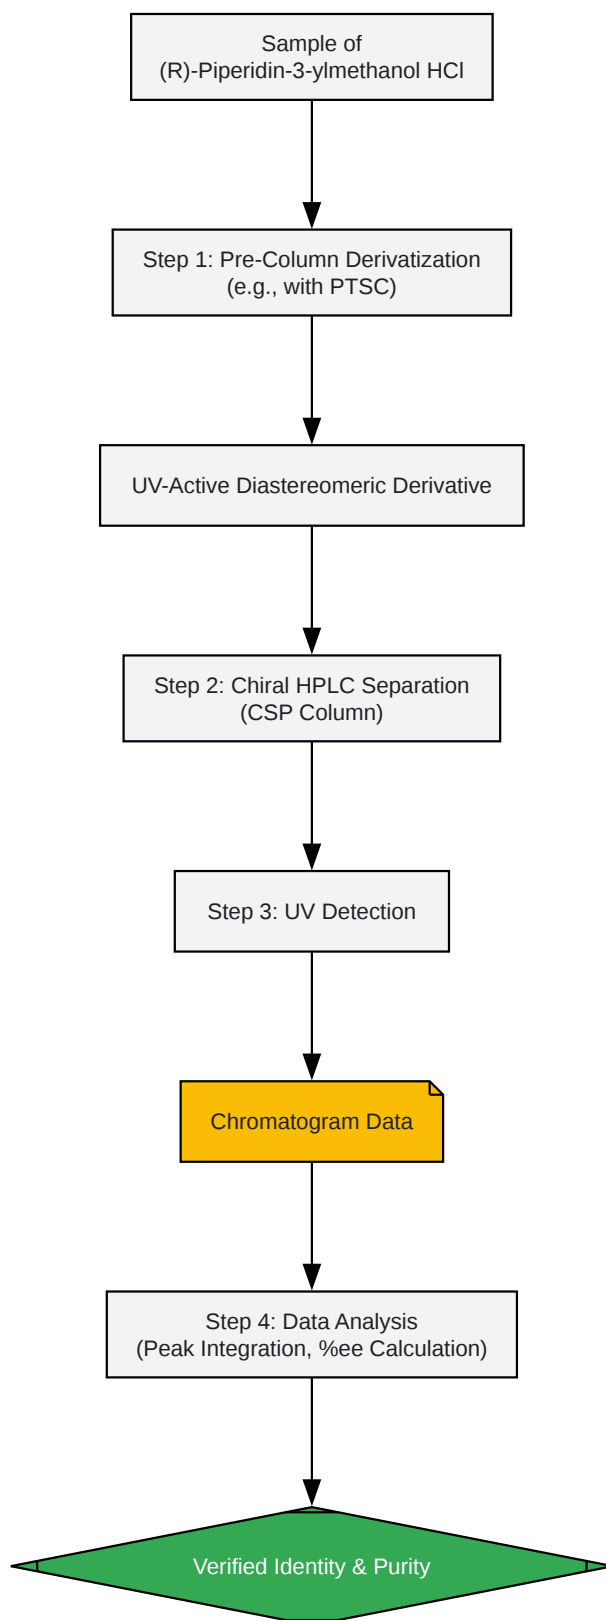 Sample of
(R)-Piperidin-3-ylmethanol HCl
Step 1: Pre-Column Derivatization
(e.g., with PTSC)
UV-Active Diastereomeric Derivative
Step 2: Chiral HPLC Separation
(CSP Column)
Step 3: UV Detection
Chromatogram Data
Step 4: Data Analysis
(Peak Integration, %ee Calculation)
Verified Identity & Purity